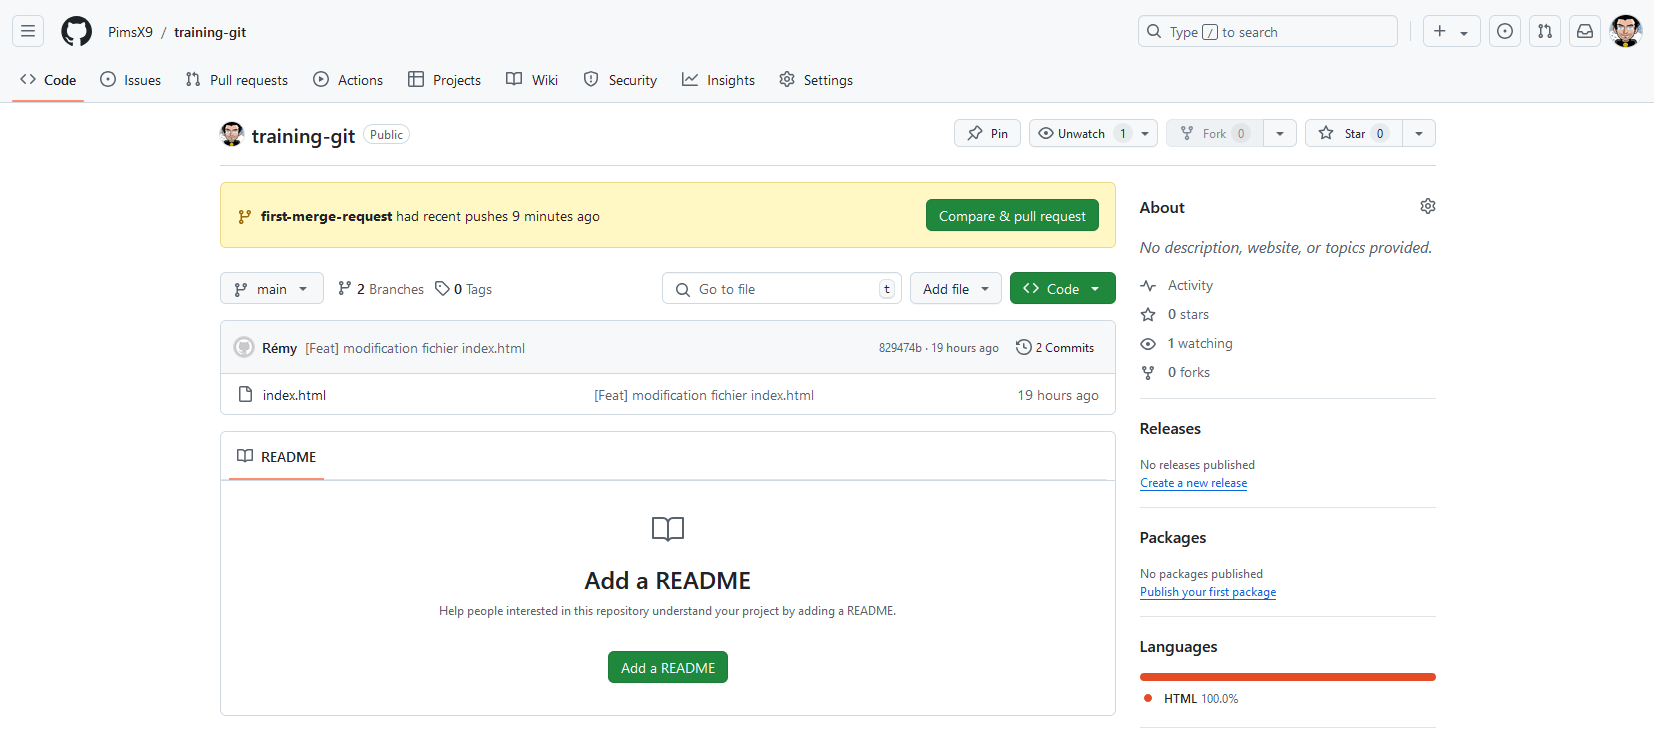 PimsX9 / training-git
Type / to search
Code Issues Pull requests Actions Projects Wiki Security Insights Settings
training-git Public
Pin Unwatch 1 Fork 0 Star 0
first-merge-request had recent pushes 9 minutes ago
Compare & pull request
main 2 Branches 0 Tags
Go to file t
Add file
Code
Rémy [Feat] modification fichier index.html 829474b · 19 hours ago 2 Commits
index.html [Feat] modification fichier index.html 19 hours ago
README
Add a README
Help people interested in this repository understand your project by adding a README.
Add a README
About
No description, website, or topics provided.
Activity
0 stars
1 watching
0 forks
Releases
No releases published
Create a new release
Packages
No packages published
Publish your first package
Languages
HTML 100.0%